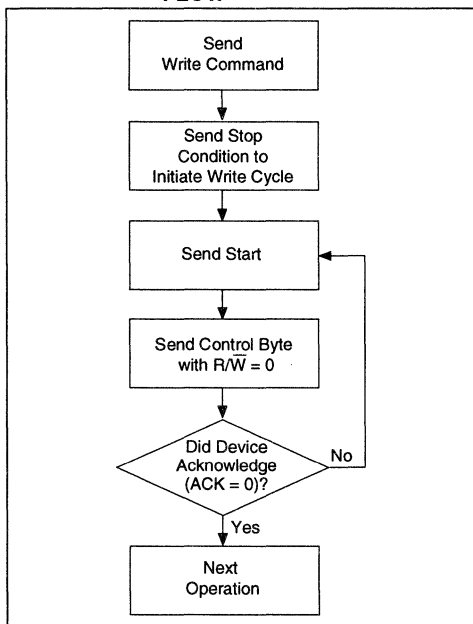 FLOW
Send
Write Command
Send Stop
Condition to
Initiate Write Cycle
Send Start
Send Control Byte
with R/W̅ = 0
Did Device
Acknowledge
(ACK = 0)?
No
Yes
Next
Operation